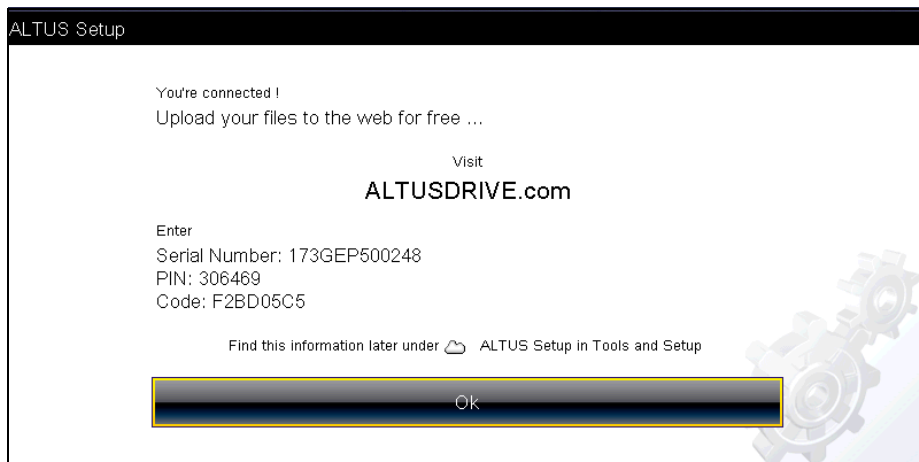 ALTUS Setup
You're connected !
Upload your files to the web for free ...
Visit
ALTUSDRIVE.com
Enter
Serial Number: 173GEP500248
PIN: 306469
Code: F2BD05C5
Find this information later under ALTUS Setup in Tools and Setup
Ok